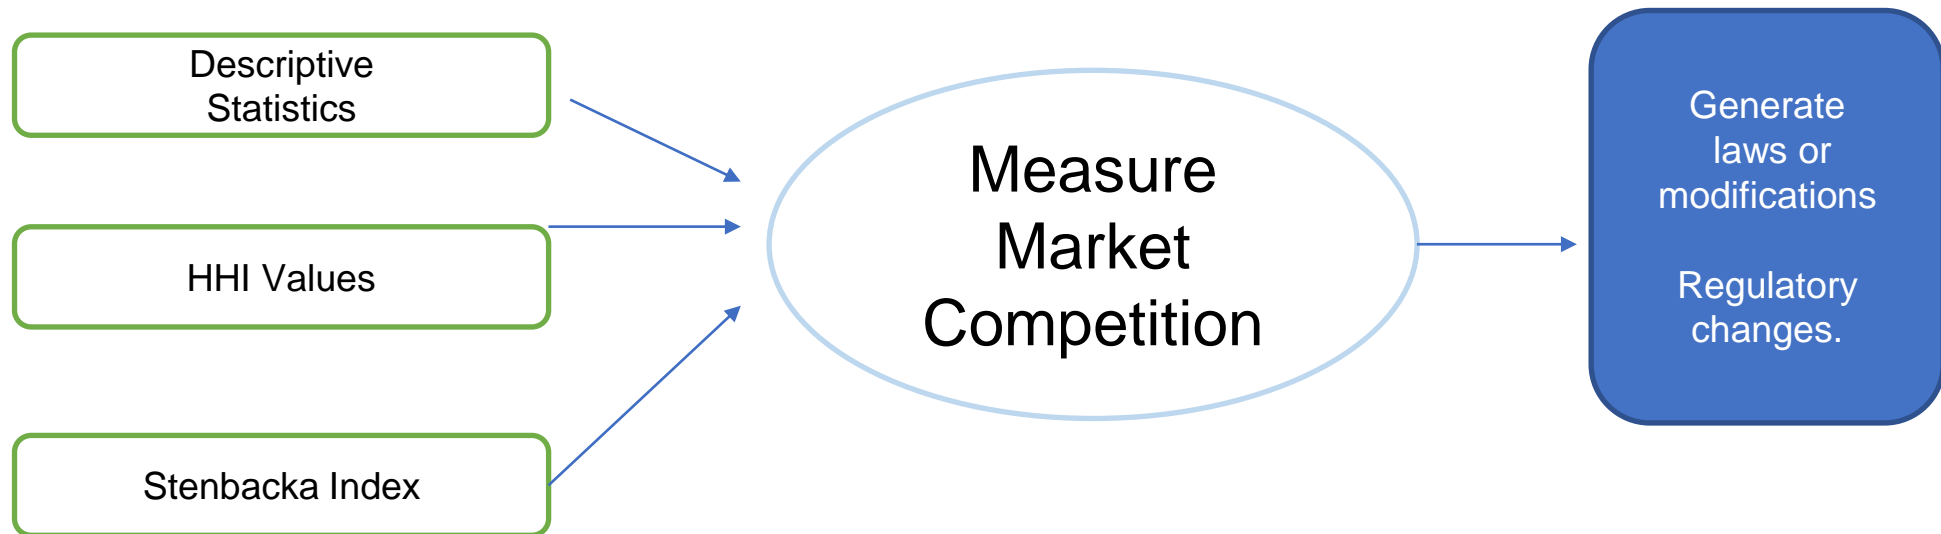 Descriptive
Statistics
HHI Values
Stenbacka Index
Measure
Market
Competition
Generate
laws or
modifications
Regulatory
changes.